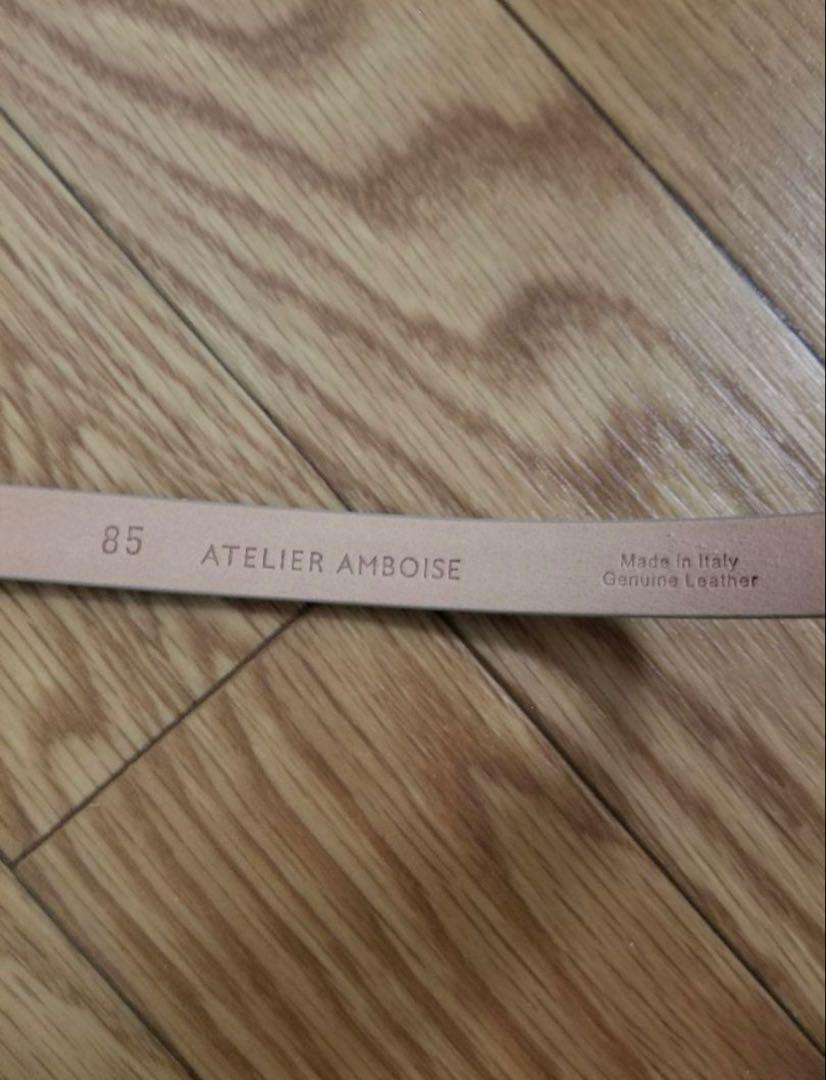 85 ATELIER AMBOISE
Made in Italy
Genuine Leather